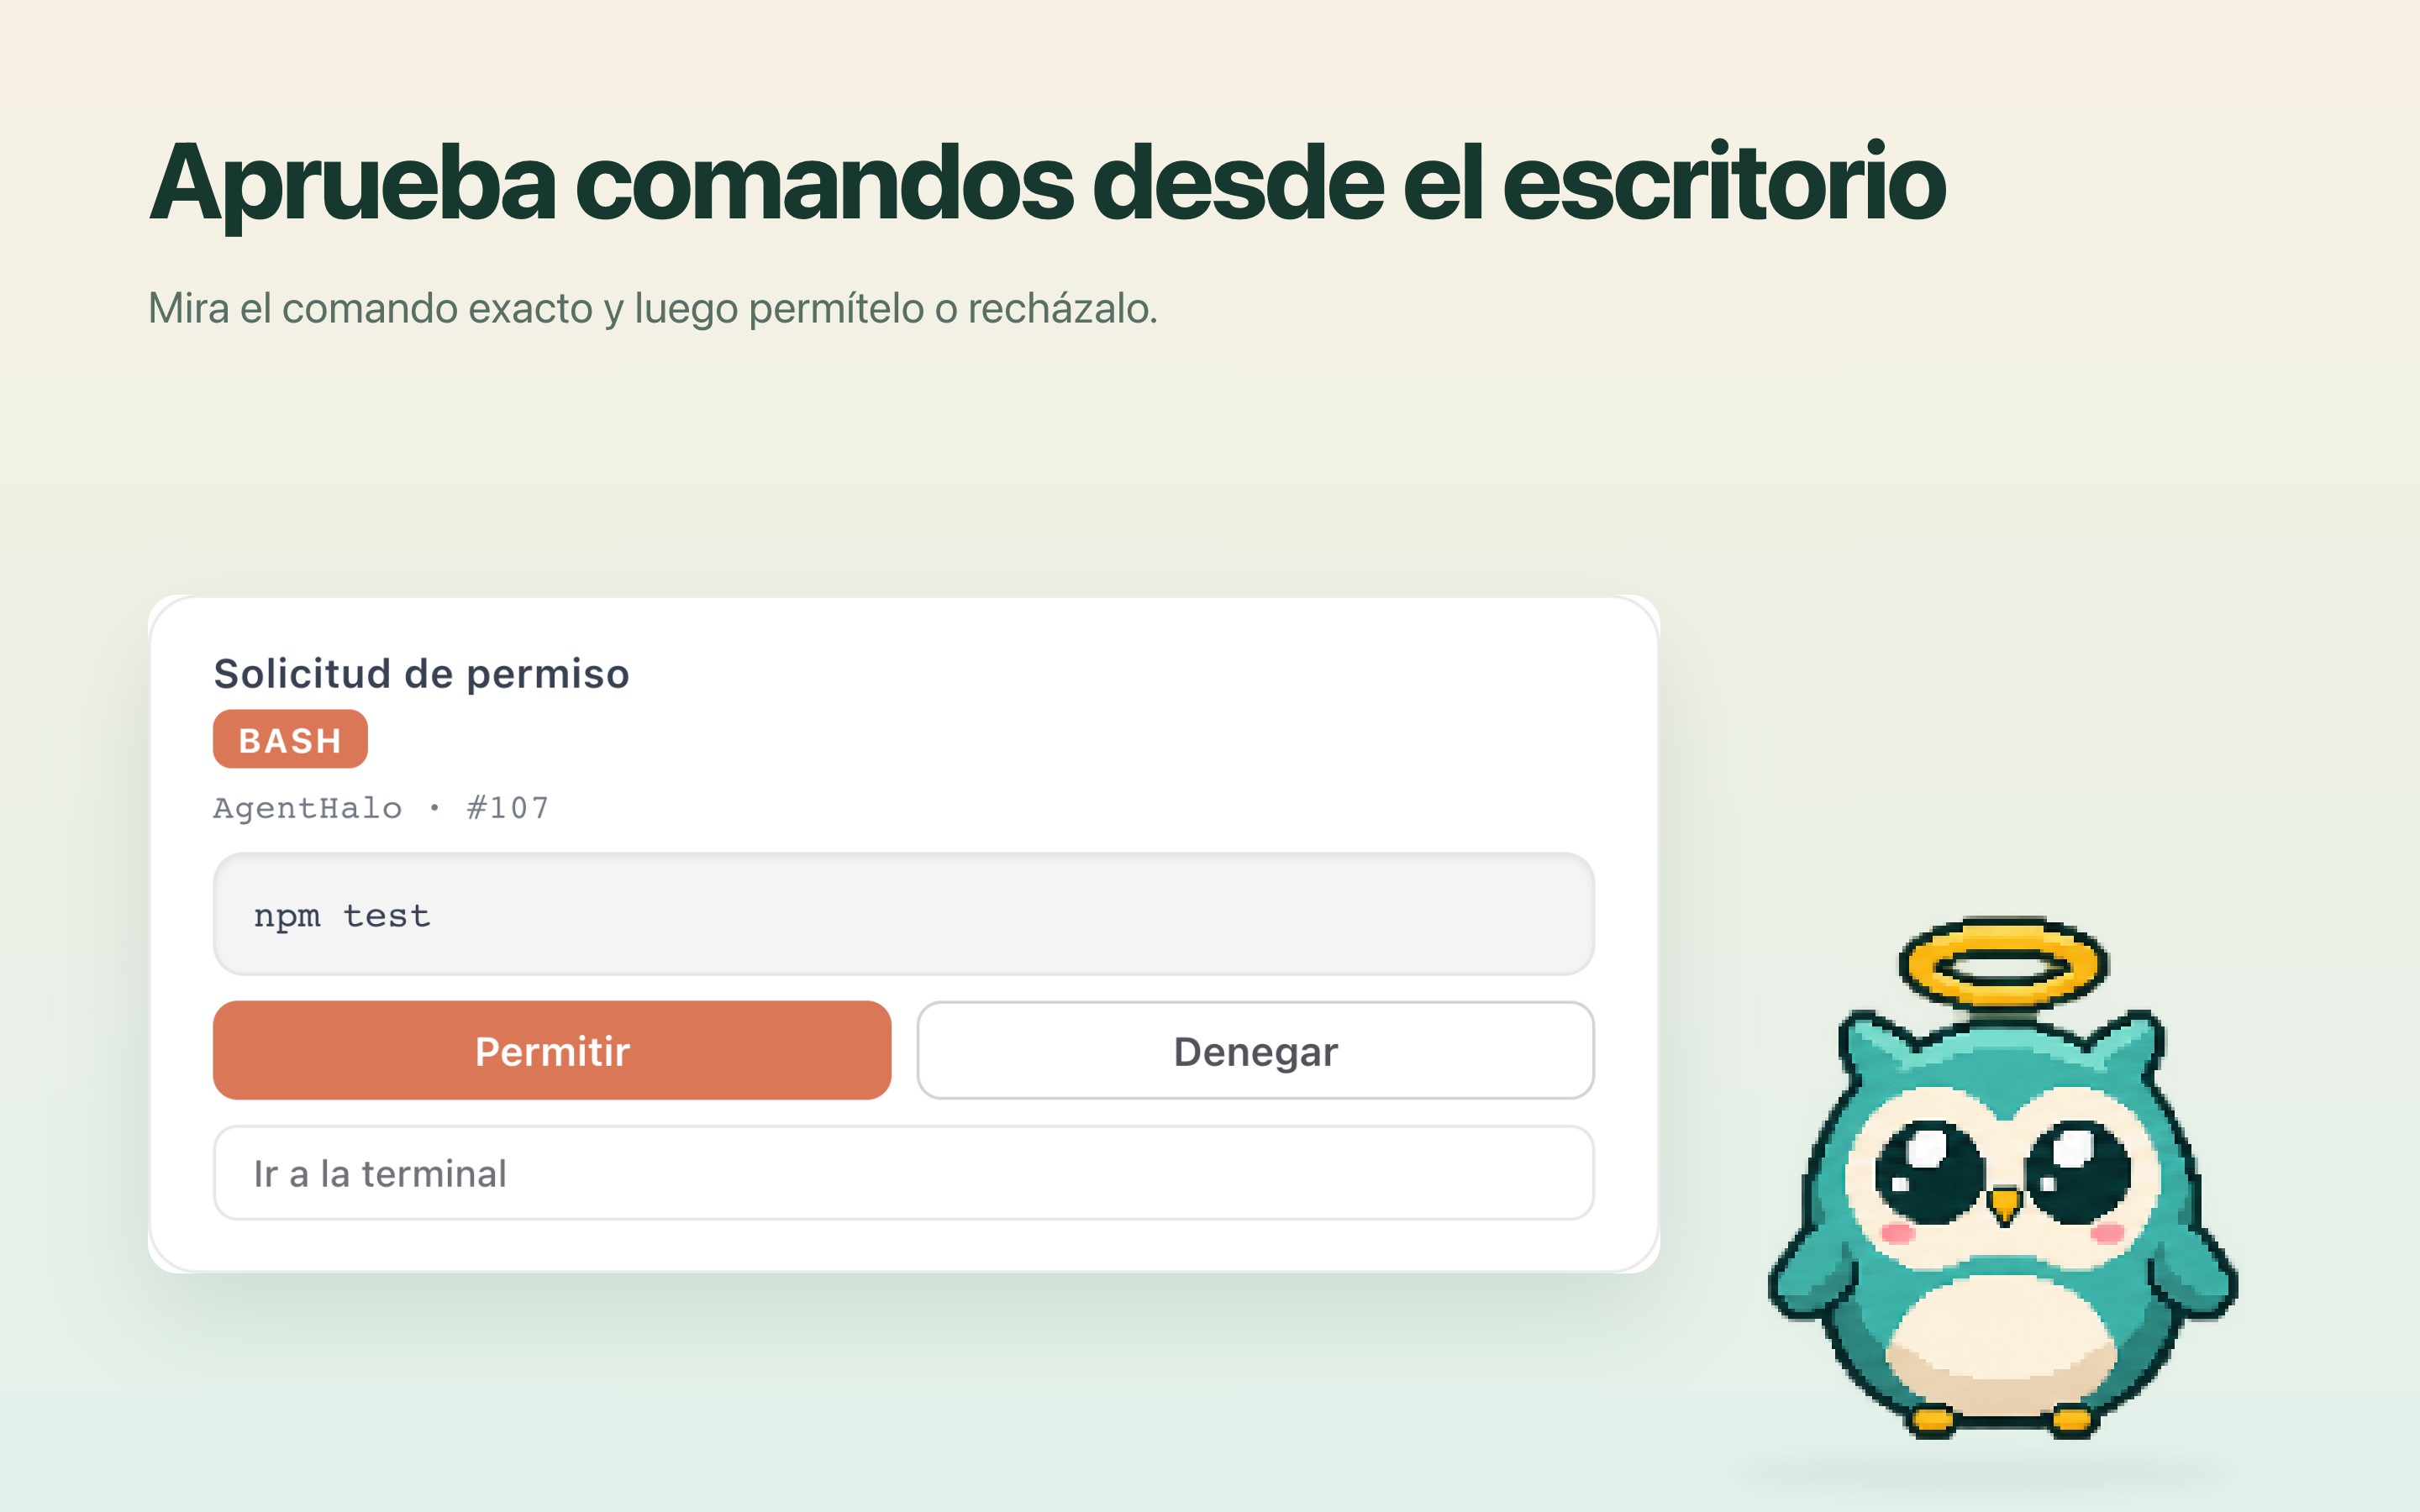 Aprueba comandos desde el escritorio
Mira el comando exacto y luego permítelo o recházalo.
Solicitud de permiso
BASH
AgentHalo • #107
npm test
Permitir
Denegar
Ir a la terminal